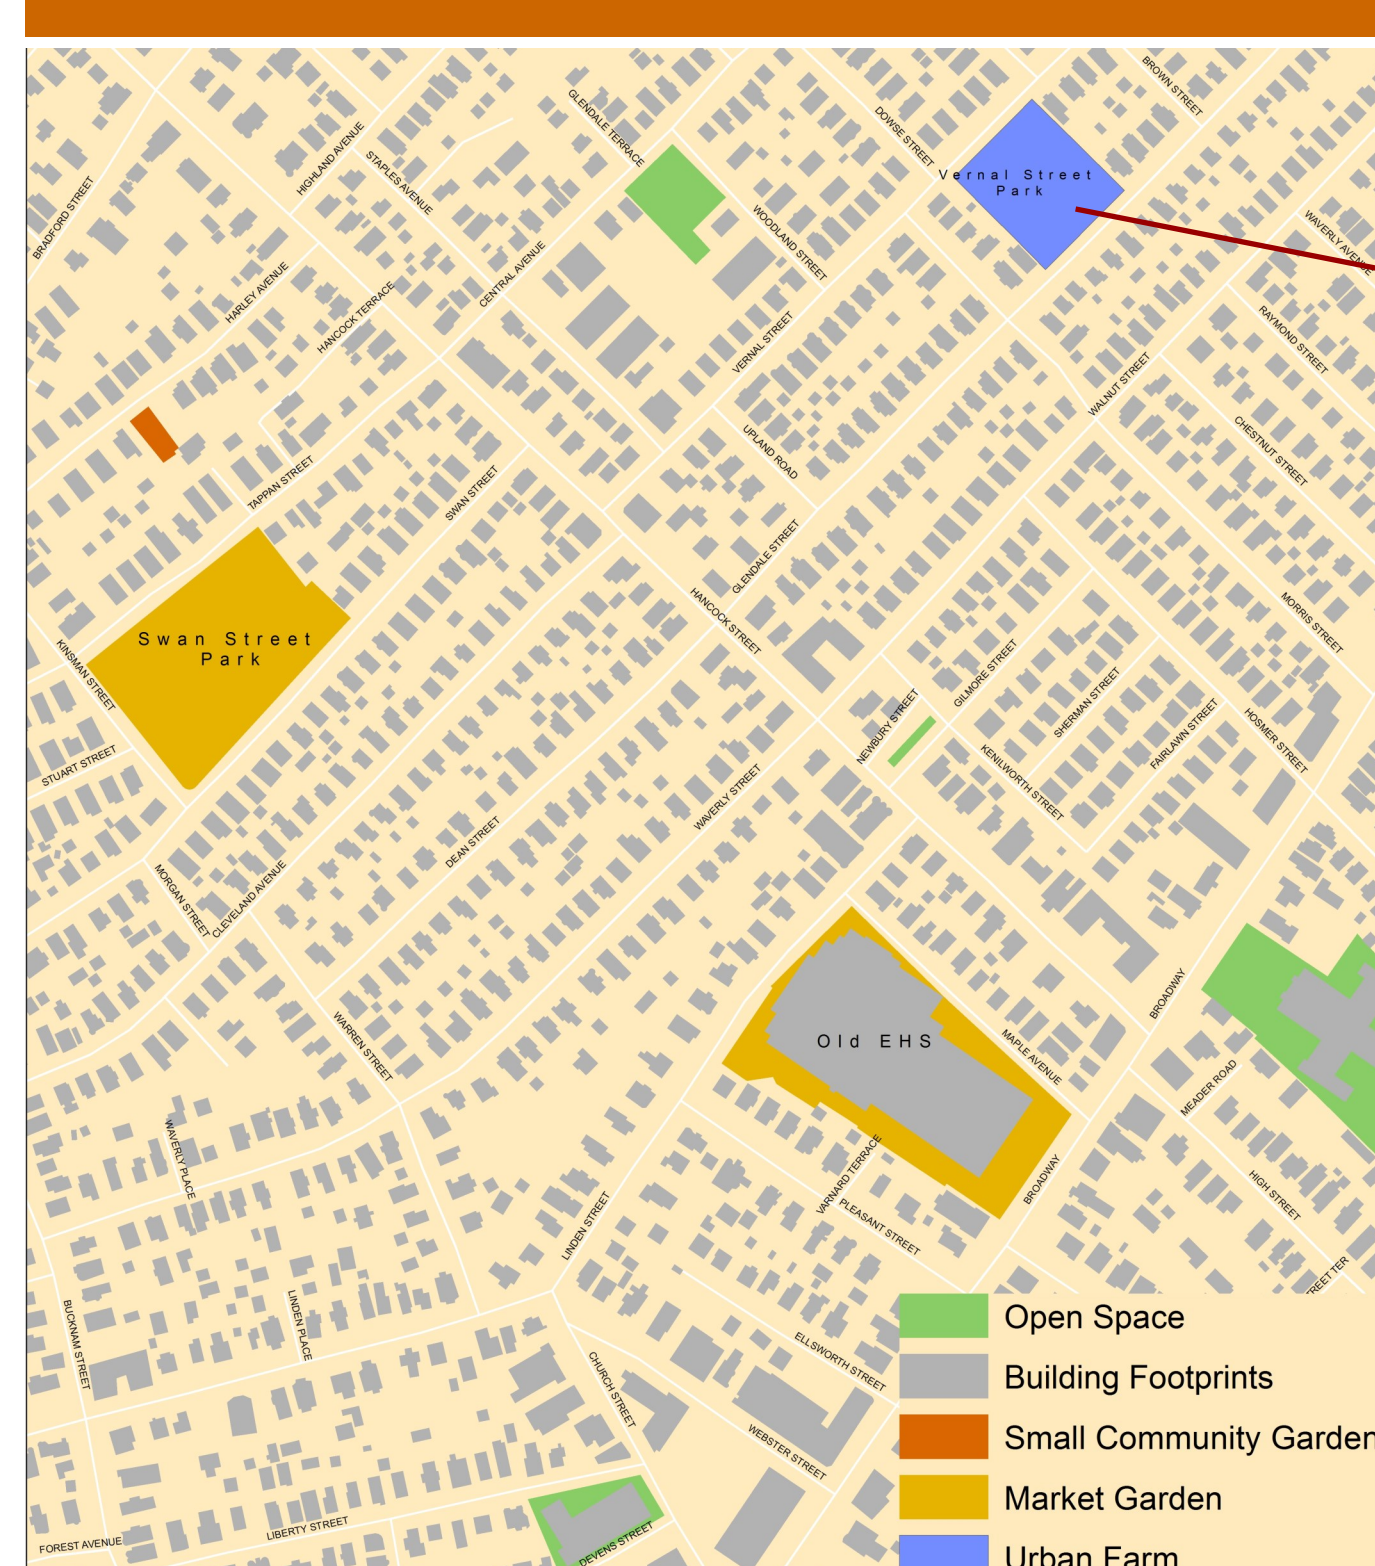 BROWN STREET
GLENDALE TERRACE
DOWSE STREET
HIGHLAND AVENUE
STAPLES AVENUE
Vernal Street
Park
BRADFORD STREET
WOODLAND STREET
WAVERLY AVENUE
CENTRAL AVENUE
HARLEY AVENUE
HANCOCK TERRACE
VERNAL STREET
RAYMOND STREET
WALNUT STREET
UPLAND ROAD
CHESTNUT STREET
TAPPAN STREET
SWAN STREET
GLENDALE STREET
HANCOCK STREET
MORRIS STREET
Swan Street
Park
KINSMAN STREET
GILMORE STREET
SHERMAN STREET
NEWBURY STREET
FAIRLAWN STREET
HOSMER STREET
STUART STREET
KENILWORTH STREET
WAVERLY STREET
DEAN STREET
MORGAN STREET
CLEVELAND AVENUE
BROADWAY
WARREN STREET
Old EHS
MAPLE AVENUE
MEADER ROAD
WAVERLY PLACE
VARNARD TERRACE
BROADWAY
HIGH STREET
LINDEN STREET
PLEASANT STREET
REET TER
BUCKNAM STREET
LINDEN PLACE
Open Space
ELLSWORTH STREET
CHURCH STREET
Building Footprints
WEBSTER STREET
Small Community Garden
Market Garden
LIBERTY STREET
FOREST AVENUE
DEVENS STREET
Urban Farm